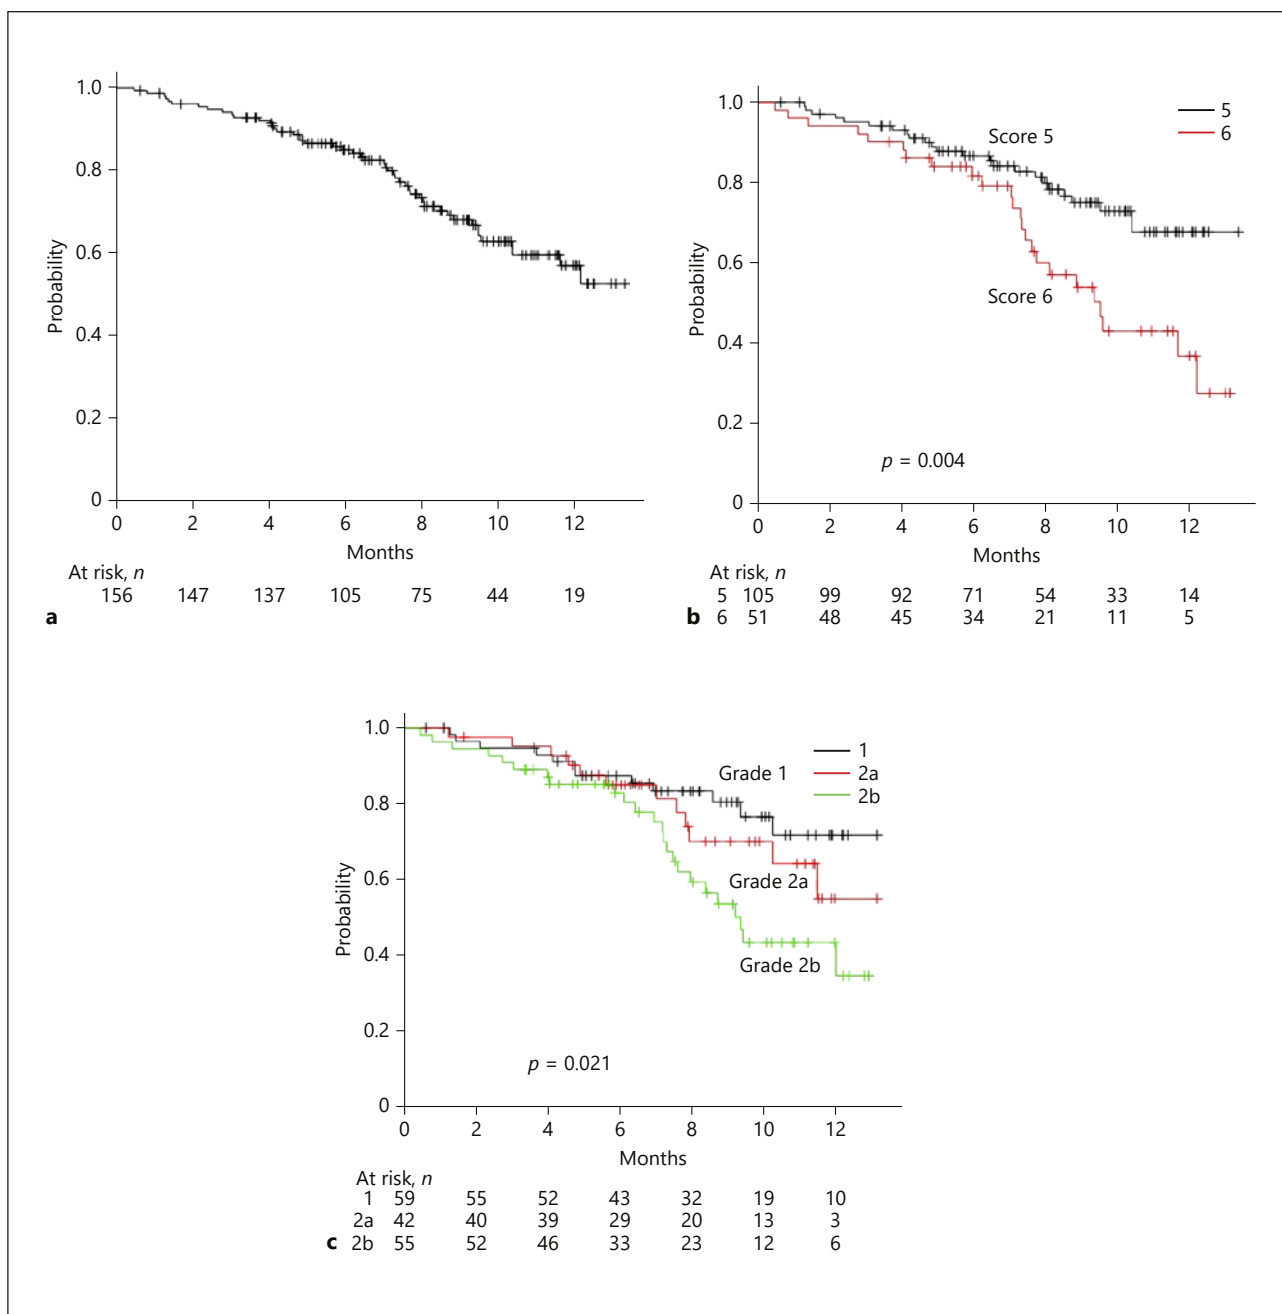 1.0
0.8
0.6
0.4
0.2
0
Probability
0 2 4 6 8 10 12
Months
At risk, n
156 147 137 105 75 44 19
a
1.0
0.8
0.6
0.4
0.2
0
Probability
5
6
Score 5
Score 6
p = 0.004
0 2 4 6 8 10 12
Months
At risk, n
5 105 99 92 71 54 33 14
b 6 51 48 45 34 21 11 5
1.0
0.8
0.6
0.4
0.2
0
Probability
1
2a
2b
Grade 1
Grade 2a
Grade 2b
p = 0.021
0 2 4 6 8 10 12
Months
At risk, n
1 59 55 52 43 32 19 10
2a 42 40 39 29 20 13 3
c 2b 55 52 46 33 23 12 6